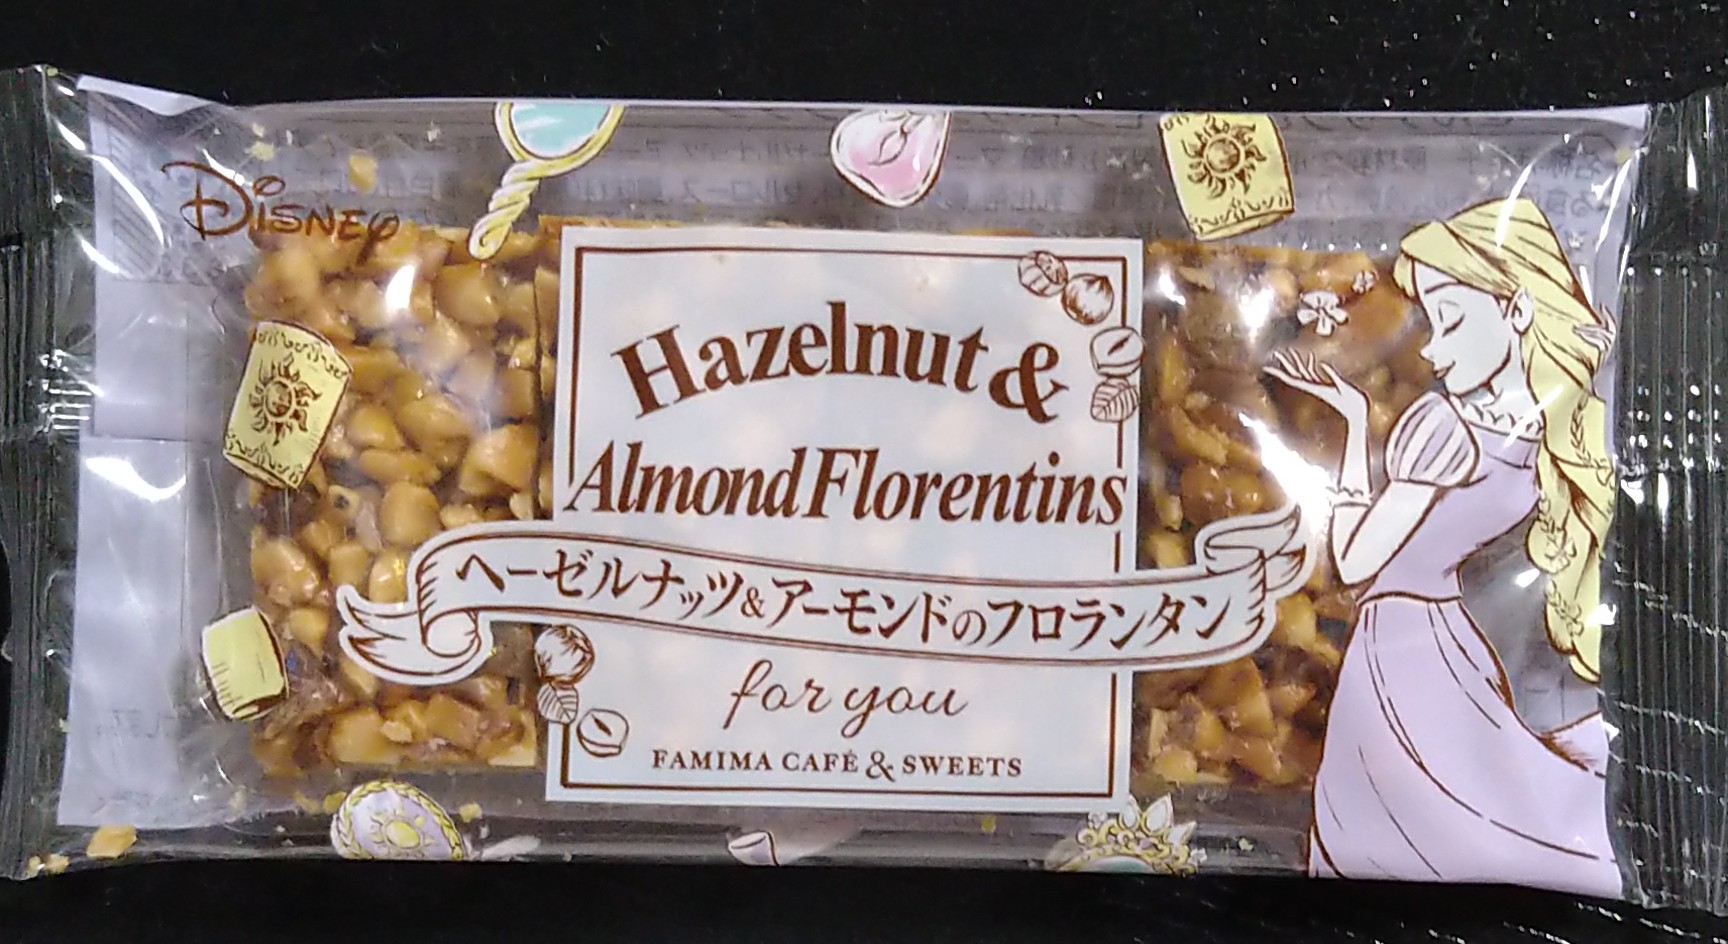 DISNEY
Hazelnut &
Almond Florentins
ヘーゼルナッツ&アーモンドのフロランタン
for you
FAMIMA CAFÉ & SWEETS